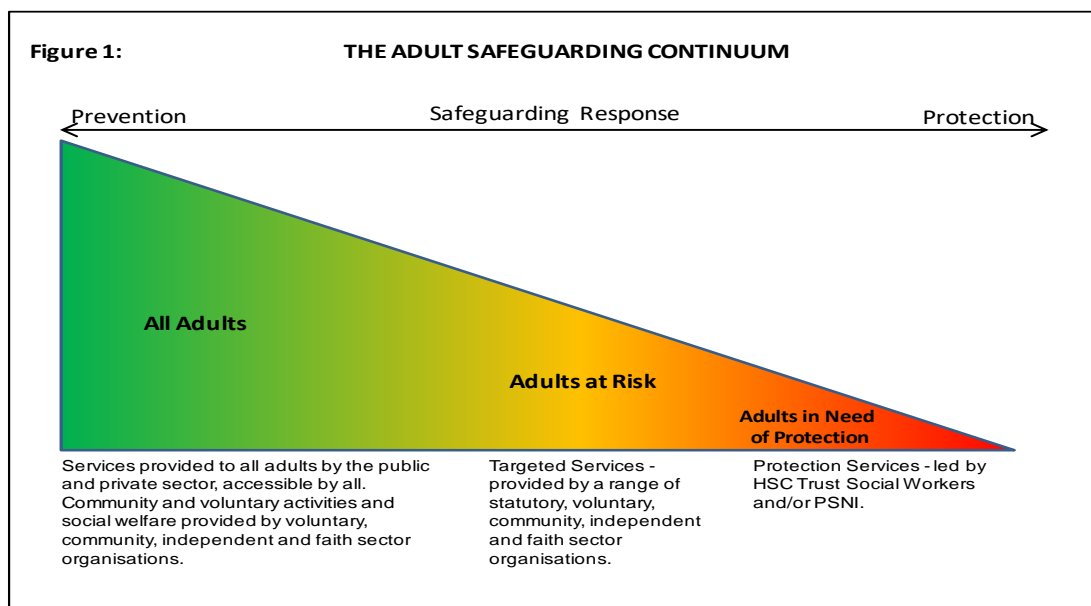 Figure 1: THE ADULT SAFEGUARDING CONTINUUM
Prevention Safeguarding Response Protection
All Adults
Adults at Risk
Adults in Need
of Protection
Services provided to all adults by the public
and private sector, accessible by all.
Community and voluntary activities and
social welfare provided by voluntary,
community, independent and faith sector
organisations.
Targeted Services -
provided by a range of
statutory, voluntary,
community, independent
and faith sector
organisations.
Protection Services - led by
HSC Trust Social Workers
and/or PSNI.